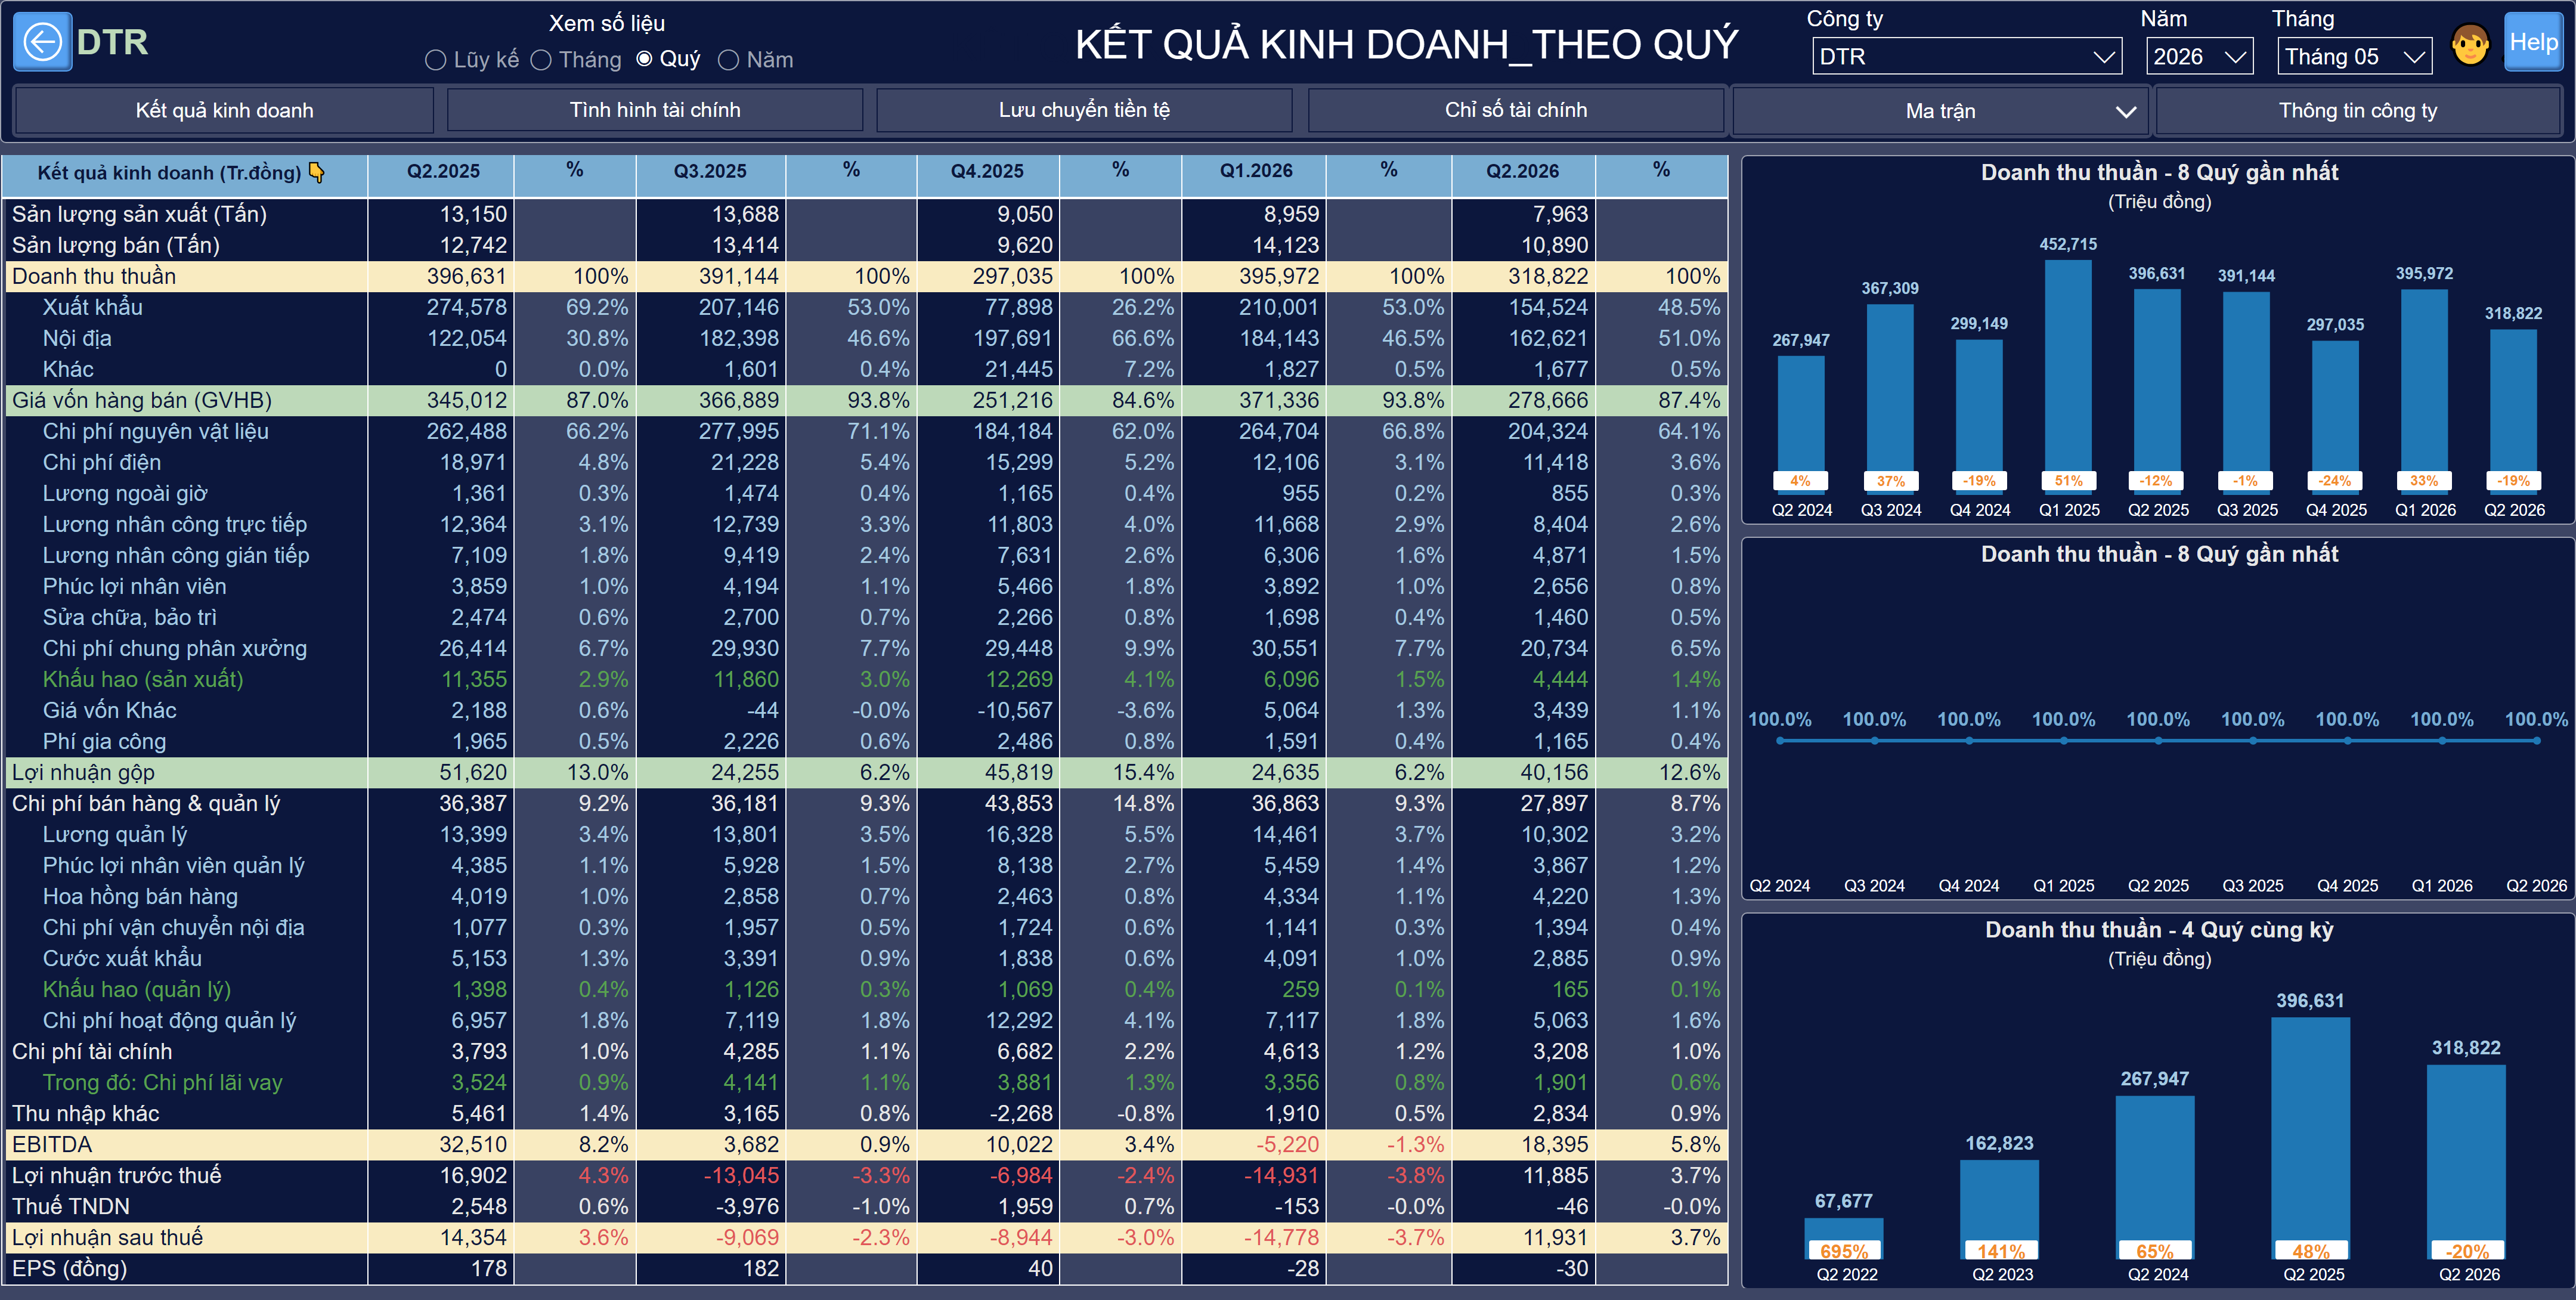 DTR
Xem số liệu
Lũy kế Tháng Quý Năm
KẾT QUẢ KINH DOANH_THEO QUÝ
Công ty Năm Tháng
DTR 2026 Tháng 05
Help
Kết quả kinh doanh Tình hình tài chính Lưu chuyển tiền tệ Chỉ số tài chính Ma trận Thông tin công ty
Kết quả kinh doanh (Tr.đồng) Q2.2025 % Q3.2025 % Q4.2025 % Q1.2026 % Q2.2026 %
Sản lượng sản xuất (Tấn) 13,150 13,688 9,050 8,959 7,963
Sản lượng bán (Tấn) 12,742 13,414 9,620 14,123 10,890
Doanh thu thuần 396,631 100% 391,144 100% 297,035 100% 395,972 100% 318,822 100%
Xuất khẩu 274,578 69.2% 207,146 53.0% 77,898 26.2% 210,001 53.0% 154,524 48.5%
Nội địa 122,054 30.8% 182,398 46.6% 197,691 66.6% 184,143 46.5% 162,621 51.0%
Khác 0 0.0% 1,601 0.4% 21,445 7.2% 1,827 0.5% 1,677 0.5%
Giá vốn hàng bán (GVHB) 345,012 87.0% 366,889 93.8% 251,216 84.6% 371,336 93.8% 278,666 87.4%
Chi phí nguyên vật liệu 262,488 66.2% 277,995 71.1% 184,184 62.0% 264,704 66.8% 204,324 64.1%
Chi phí điện 18,971 4.8% 21,228 5.4% 15,299 5.2% 12,106 3.1% 11,418 3.6%
Lương ngoài giờ 1,361 0.3% 1,474 0.4% 1,165 0.4% 955 0.2% 855 0.3%
Lương nhân công trực tiếp 12,364 3.1% 12,739 3.3% 11,803 4.0% 11,668 2.9% 8,404 2.6%
Lương nhân công gián tiếp 7,109 1.8% 9,419 2.4% 7,631 2.6% 6,306 1.6% 4,871 1.5%
Phúc lợi nhân viên 3,859 1.0% 4,194 1.1% 5,466 1.8% 3,892 1.0% 2,656 0.8%
Sửa chữa, bảo trì 2,474 0.6% 2,700 0.7% 2,266 0.8% 1,698 0.4% 1,460 0.5%
Chi phí chung phân xưởng 26,414 6.7% 29,930 7.7% 29,448 9.9% 30,551 7.7% 20,734 6.5%
Khấu hao (sản xuất) 11,355 2.9% 11,860 3.0% 12,269 4.1% 6,096 1.5% 4,444 1.4%
Giá vốn Khác 2,188 0.6% -44 -0.0% -10,567 -3.6% 5,064 1.3% 3,439 1.1%
Phí gia công 1,965 0.5% 2,226 0.6% 2,486 0.8% 1,591 0.4% 1,165 0.4%
Lợi nhuận gộp 51,620 13.0% 24,255 6.2% 45,819 15.4% 24,635 6.2% 40,156 12.6%
Chi phí bán hàng & quản lý 36,387 9.2% 36,181 9.3% 43,853 14.8% 36,863 9.3% 27,897 8.7%
Lương quản lý 13,399 3.4% 13,801 3.5% 16,328 5.5% 14,461 3.7% 10,302 3.2%
Phúc lợi nhân viên quản lý 4,385 1.1% 5,928 1.5% 8,138 2.7% 5,459 1.4% 3,867 1.2%
Hoa hồng bán hàng 4,019 1.0% 2,858 0.7% 2,463 0.8% 4,334 1.1% 4,220 1.3%
Chi phí vận chuyển nội địa 1,077 0.3% 1,957 0.5% 1,724 0.6% 1,141 0.3% 1,394 0.4%
Cước xuất khẩu 5,153 1.3% 3,391 0.9% 1,838 0.6% 4,091 1.0% 2,885 0.9%
Khấu hao (quản lý) 1,398 0.4% 1,126 0.3% 1,069 0.4% 259 0.1% 165 0.1%
Chi phí hoạt động quản lý 6,957 1.8% 7,119 1.8% 12,292 4.1% 7,117 1.8% 5,063 1.6%
Chi phí tài chính 3,793 1.0% 4,285 1.1% 6,682 2.2% 4,613 1.2% 3,208 1.0%
Trong đó: Chi phí lãi vay 3,524 0.9% 4,141 1.1% 3,881 1.3% 3,356 0.8% 1,901 0.6%
Thu nhập khác 5,461 1.4% 3,165 0.8% -2,268 -0.8% 1,910 0.5% 2,834 0.9%
EBITDA 32,510 8.2% 3,682 0.9% 10,022 3.4% -5,220 -1.3% 18,395 5.8%
Lợi nhuận trước thuế 16,902 4.3% -13,045 -3.3% -6,984 -2.4% -14,931 -3.8% 11,885 3.7%
Thuế TNDN 2,548 0.6% -3,976 -1.0% 1,959 0.7% -153 -0.0% -46 -0.0%
Lợi nhuận sau thuế 14,354 3.6% -9,069 -2.3% -8,944 -3.0% -14,778 -3.7% 11,931 3.7%
EPS (đồng) 178 182 40 -28 -30
Doanh thu thuần - 8 Quý gần nhất
(Triệu đồng)
267,947 367,309 299,149 452,715 396,631 391,144 297,035 395,972 318,822
4% 37% -19% 51% -12% -1% -24% 33% -19%
Q2 2024 Q3 2024 Q4 2024 Q1 2025 Q2 2025 Q3 2025 Q4 2025 Q1 2026 Q2 2026
Doanh thu thuần - 8 Quý gần nhất
100.0% 100.0% 100.0% 100.0% 100.0% 100.0% 100.0% 100.0% 100.0%
Q2 2024 Q3 2024 Q4 2024 Q1 2025 Q2 2025 Q3 2025 Q4 2025 Q1 2026 Q2 2026
Doanh thu thuần - 4 Quý cùng kỳ
(Triệu đồng)
67,677 162,823 267,947 396,631 318,822
695% 141% 65% 48% -20%
Q2 2022 Q2 2023 Q2 2024 Q2 2025 Q2 2026